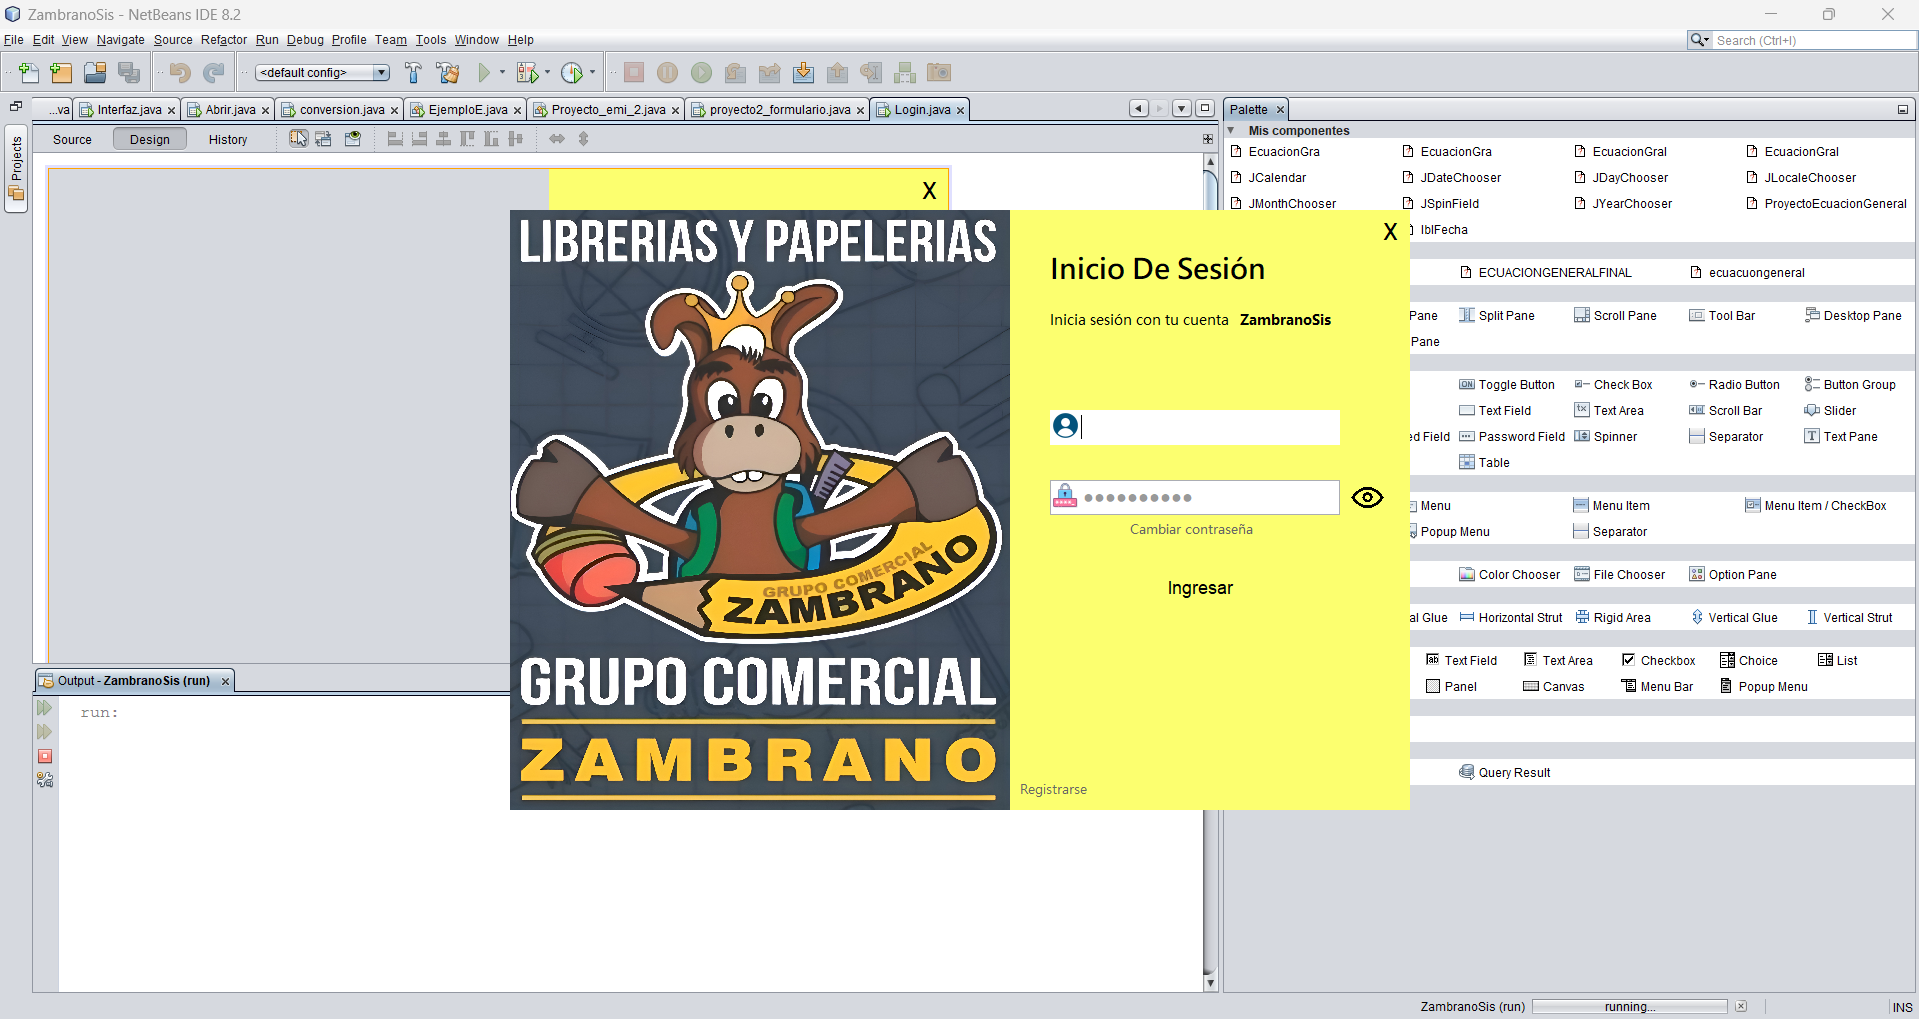 ZambranoSis - NetBeans IDE 8.2
File Edit View Navigate Source Refactor Run Debug Profile Team Tools Window Help
Search (Ctrl+I)
<default config>
...va Interfaz.java Abrir.java conversion.java EjemploE.java Proyecto_emi_2.java proyecto2_formulario.java Login.java
Palette
Projects
Source Design History
Mis componentes
EcuacionGra EcuacionGra EcuacionGral EcuacionGral
JCalendar JDateChooser JDayChooser JLocaleChooser
JMonthChooser JSpinField JYearChooser ProyectoEcuacionGeneral
lblFecha
ECUACIONGENERALFINAL ecuacuongeneral
Pane Split Pane Scroll Pane Tool Bar Desktop Pane
Pane
Toggle Button Check Box Radio Button Button Group
Text Field Text Area Scroll Bar Slider
ed Field Password Field Spinner Separator Text Pane
Table
Menu Menu Item Menu Item / CheckBox
Popup Menu Separator
Color Chooser File Chooser Option Pane
al Glue Horizontal Strut Rigid Area Vertical Glue Vertical Strut
Text Field Text Area Checkbox Choice List
Panel Canvas Menu Bar Popup Menu
Query Result
X
LIBRERIAS Y PAPELERIAS
GRUPO COMERCIAL
ZAMBRANO
GRUPO COMERCIAL
ZAMBRANO
X
Inicio De Sesión
Inicia sesión con tu cuenta ZambranoSis
Cambiar contraseña
Ingresar
Registrarse
Output - ZambranoSis (run)
run:
ZambranoSis (run) running... INS